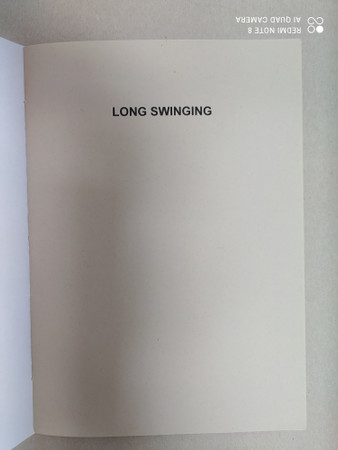 REDMI NOTE 8
AI QUAD CAMERA
LONG SWINGING